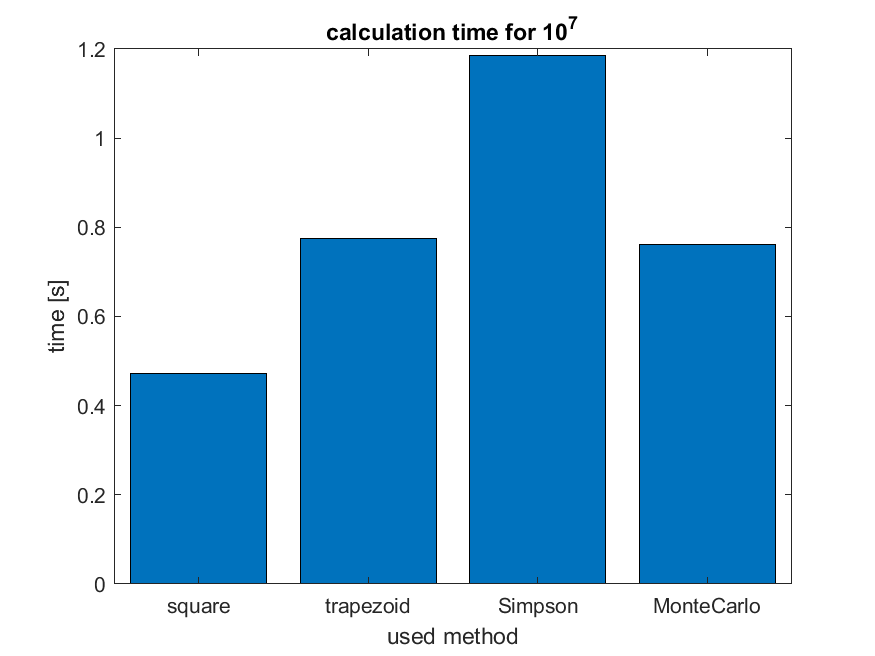 calculation time for 10^7
1.2
1
0.8
0.6
0.4
0.2
0
time [s]
square trapezoid Simpson MonteCarlo
used method